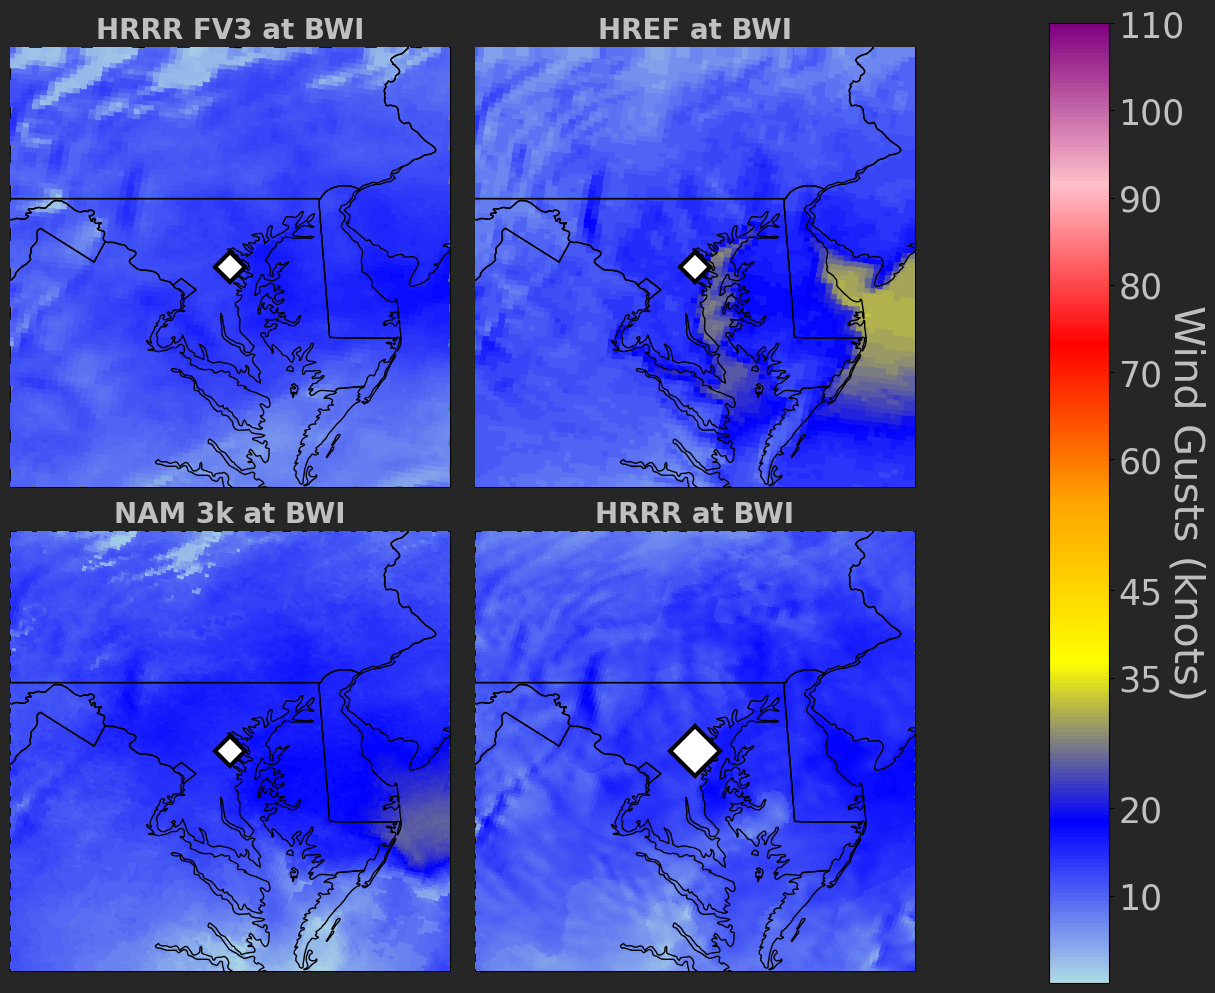 HRRR FV3 at BWI
HREF at BWI
NAM 3k at BWI
HRRR at BWI
110
100
90
80
70
60
45
35
20
10
Wind Gusts (knots)